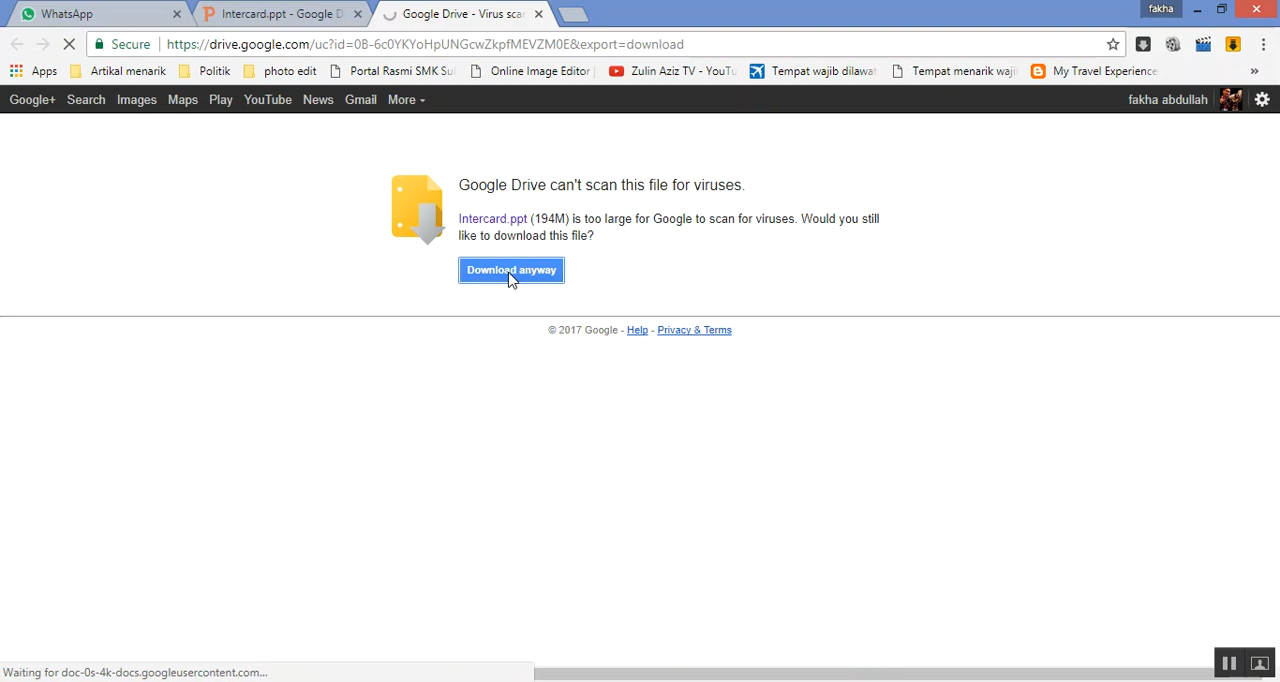 WhatsApp
Intercard.ppt - Google D
Google Drive - Virus scan
fakha
Secure
https://drive.google.com/uc?id=0B-6c0YKYoHpUNGcwZkpfMEVZM0E&export=download
Apps
Artikal menarik
Politik
photo edit
Portal Rasmi SMK Su
Online Image Editor
Zulin Aziz TV - YouTu
Tempat wajib dilawat
Tempat menarik waji
My Travel Experience
»
Google+ Search Images Maps Play YouTube News Gmail More
fakha abdullah
Google Drive can't scan this file for viruses.
Intercard.ppt (194M) is too large for Google to scan for viruses. Would you still
like to download this file?
Download anyway
© 2017 Google - Help - Privacy & Terms
Waiting for doc-0s-4k-docs.googleusercontent.com...